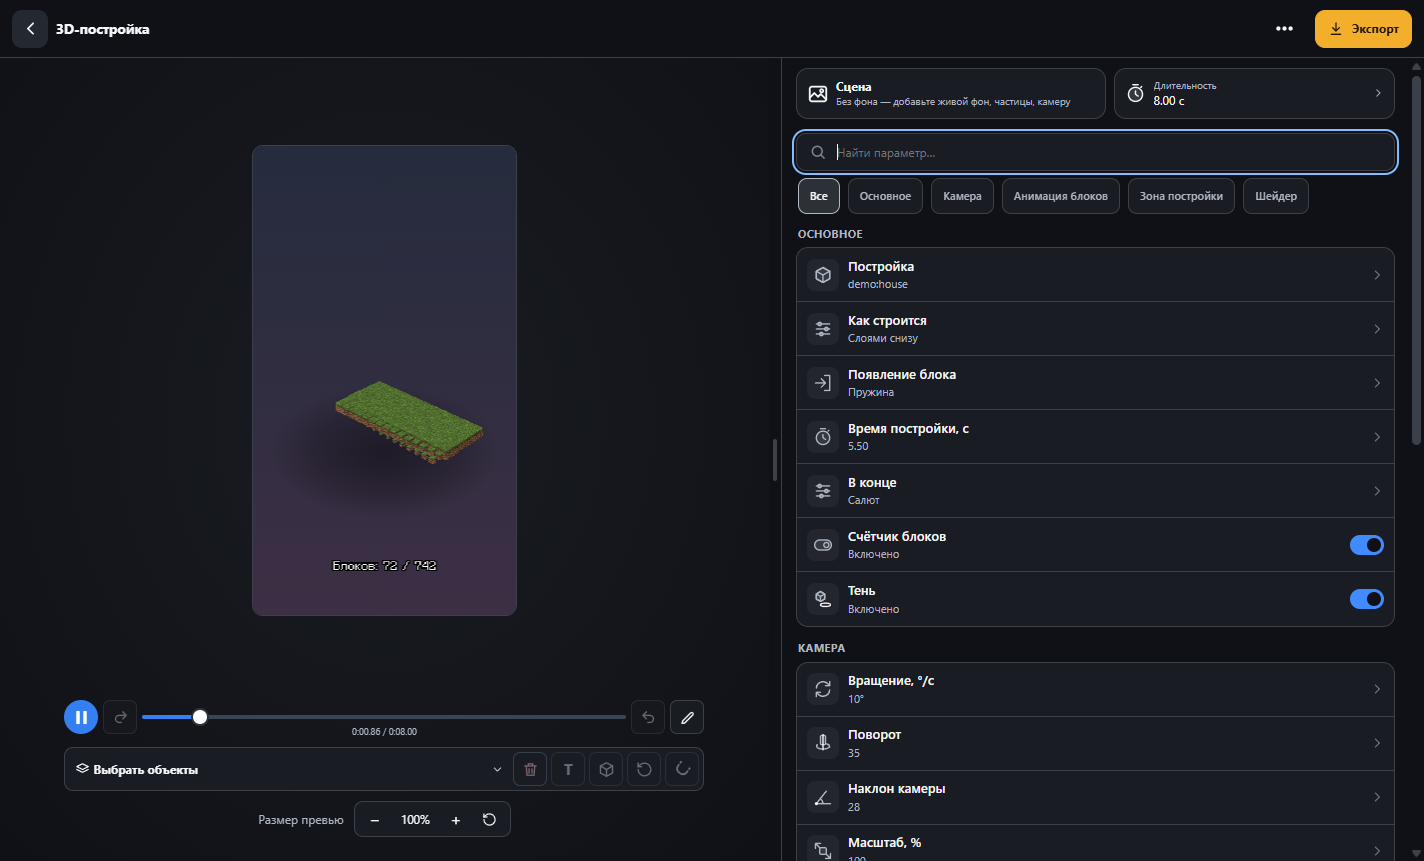 3D-постройка
Экспорт
Сцена
Без фона — добавьте живой фон, частицы, камеру
Длительность
8.00 с
Найти параметр...
Все
Основное
Камера
Анимация блоков
Зона постройки
Шейдер
ОСНОВНОЕ
Постройка
demo:house
Как строится
Слоями снизу
Появление блока
Пружина
Время постройки, с
5.50
В конце
Салют
Счётчик блоков
Включено
Тень
Включено
КАМЕРА
Вращение, °/с
10°
Поворот
35
Наклон камеры
28
Масштаб, %
100
Блоков: 72 / 742
0:00.86 / 0:08.00
Выбрать объекты
T
Размер превью
− 100% +